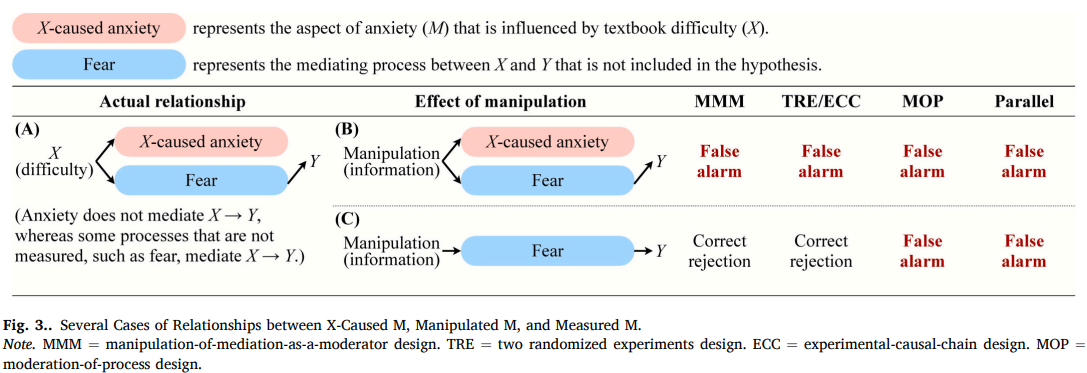 X-caused anxiety represents the aspect of anxiety (M) that is influenced by textbook difficulty (X).
Fear represents the mediating process between X and Y that is not included in the hypothesis.
Actual relationship Effect of manipulation MMM TRE/ECC MOP Parallel
(A)
X
(difficulty)
X-caused anxiety
Fear
Y
(Anxiety does not mediate X → Y,
whereas some processes that are not
measured, such as fear, mediate X → Y.)
(B)
Manipulation
(information)
X-caused anxiety
Fear
Y
False
alarm
False
alarm
False
alarm
False
alarm
(C)
Manipulation
(information)
Fear
Y
Correct
rejection
Correct
rejection
False
alarm
False
alarm
Fig. 3.. Several Cases of Relationships between X-Caused M, Manipulated M, and Measured M.
Note. MMM = manipulation-of-mediation-as-a-moderator design. TRE = two randomized experiments design. ECC = experimental-causal-chain design. MOP =
moderation-of-process design.